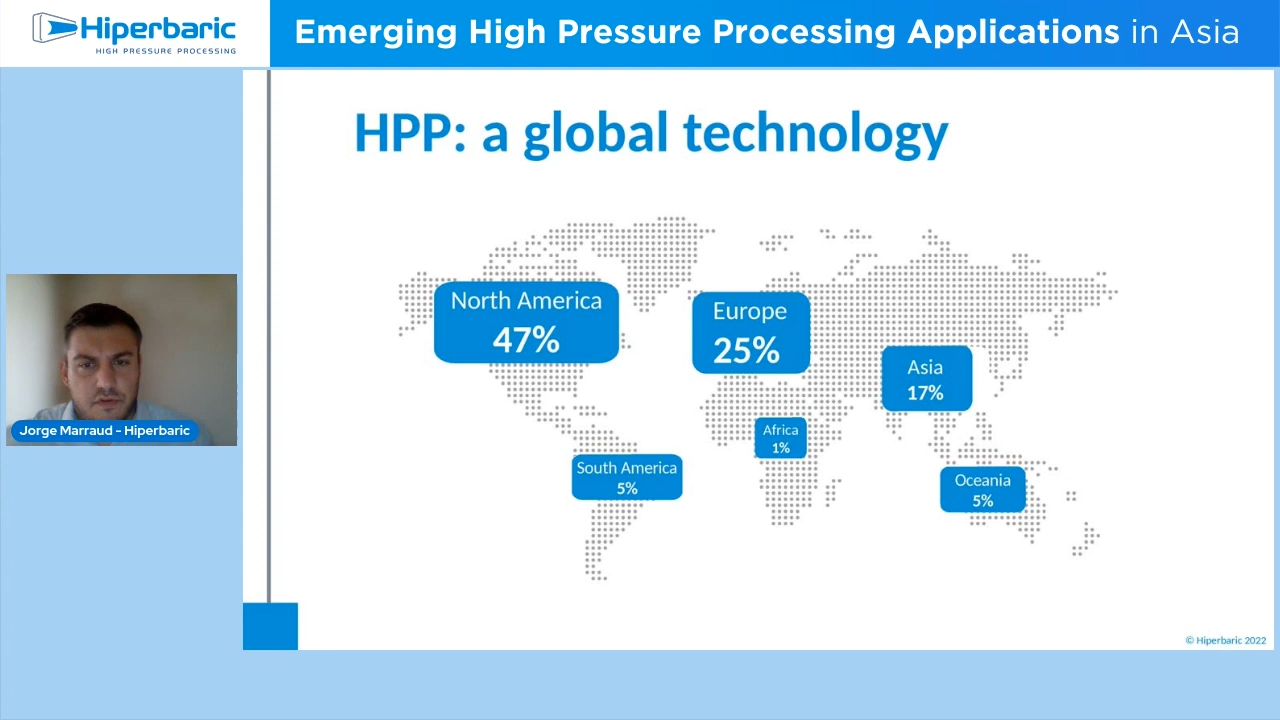 Hiperbaric
HIGH PRESSURE PROCESSING
Emerging High Pressure Processing Applications in Asia
HPP: a global technology
North America
47%
Europe
25%
Asia
17%
Africa
1%
South America
5%
Oceania
5%
Jorge Marraud - Hiperbaric
© Hiperbaric 2022